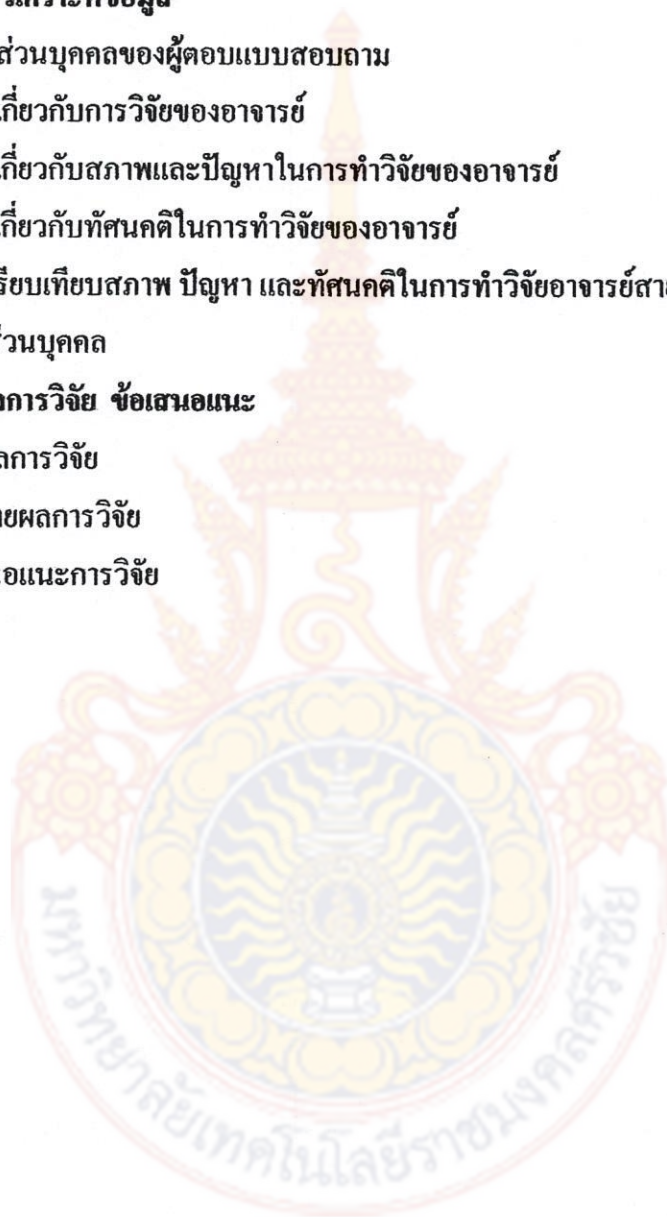 ส่วนบุคคลของผู้ตอบแบบสอบถาม
กี่ยวกับการวิจัยของอาจารย์
กี่ยวกับสภาพและปัญหาในการทำวิจัยของอาจารย์
กี่ยวกับทัศนคติในการทำวิจัยของอาจารย์
รียบเทียบสภาพ ปัญหา และทัศนคติในการทำวิจัยอาจารย์สา
ส่วนบุคคล
การวิจัย ข้อเสนอแนะ
ลการวิจัย
ายผลการวิจัย
นอแนะการวิจัย
มหาวิทยาลัยเทคโนโลยีราชมงคลศรีวิชัย